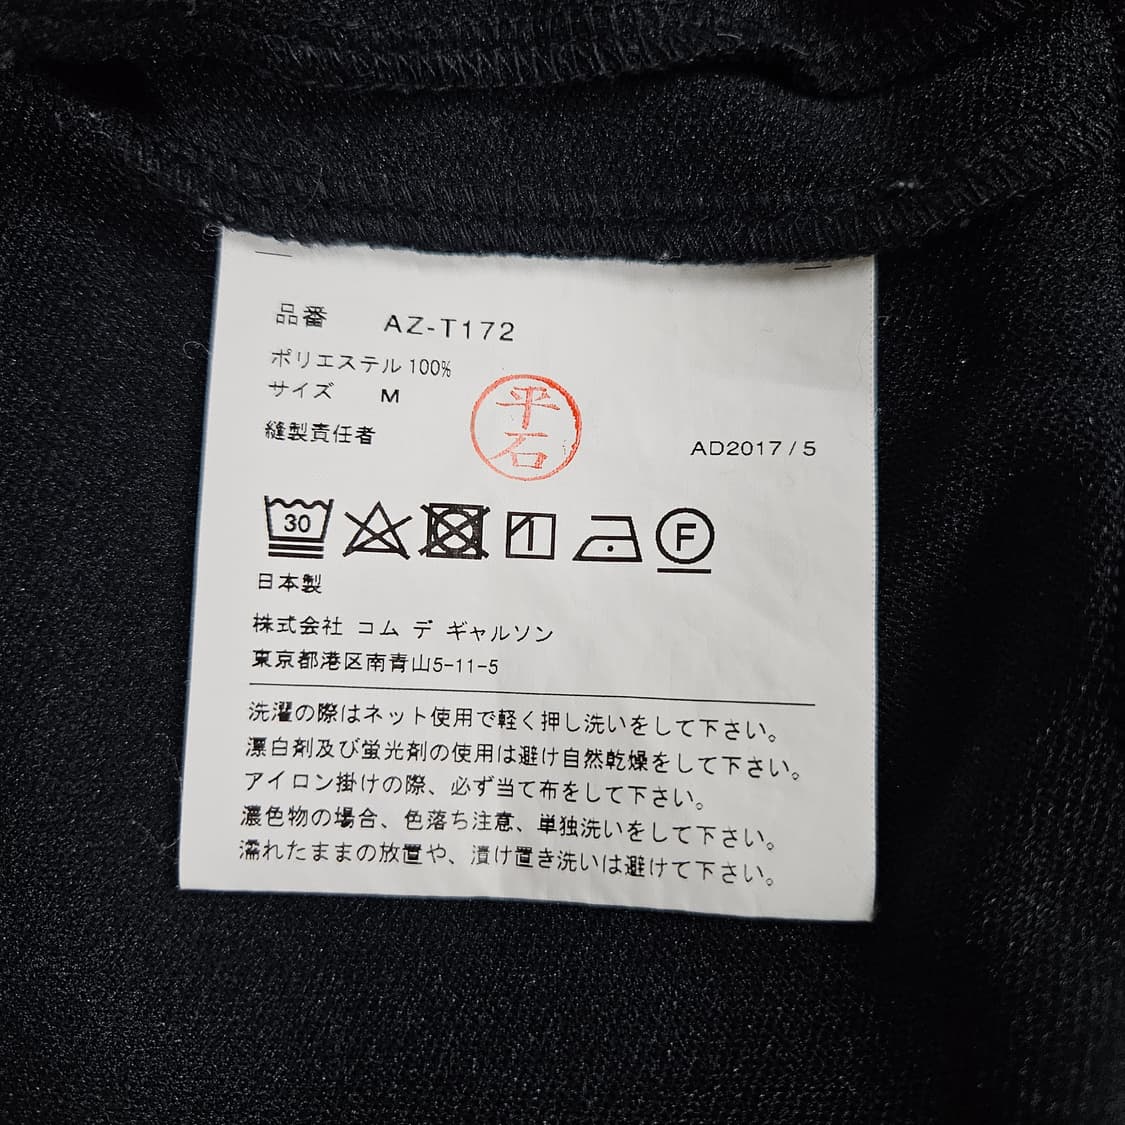 品番 AZ-T172
ポリエステル 100%
サイズ M
平石
縫製責任者
AD2017 / 5
30
F
日本製
株式会社 コム デ ギャルソン
東京都港区南青山5-11-5
洗濯の際はネット使用で軽く押し洗いをして下さい。
漂白剤及び蛍光剤の使用は避け自然乾燥をして下さい。
アイロン掛けの際、必ず当て布をして下さい。
濃色物の場合、色落ち注意、単独洗いをして下さい。
濡れたままの放置や、漬け置き洗いは避けて下さい。